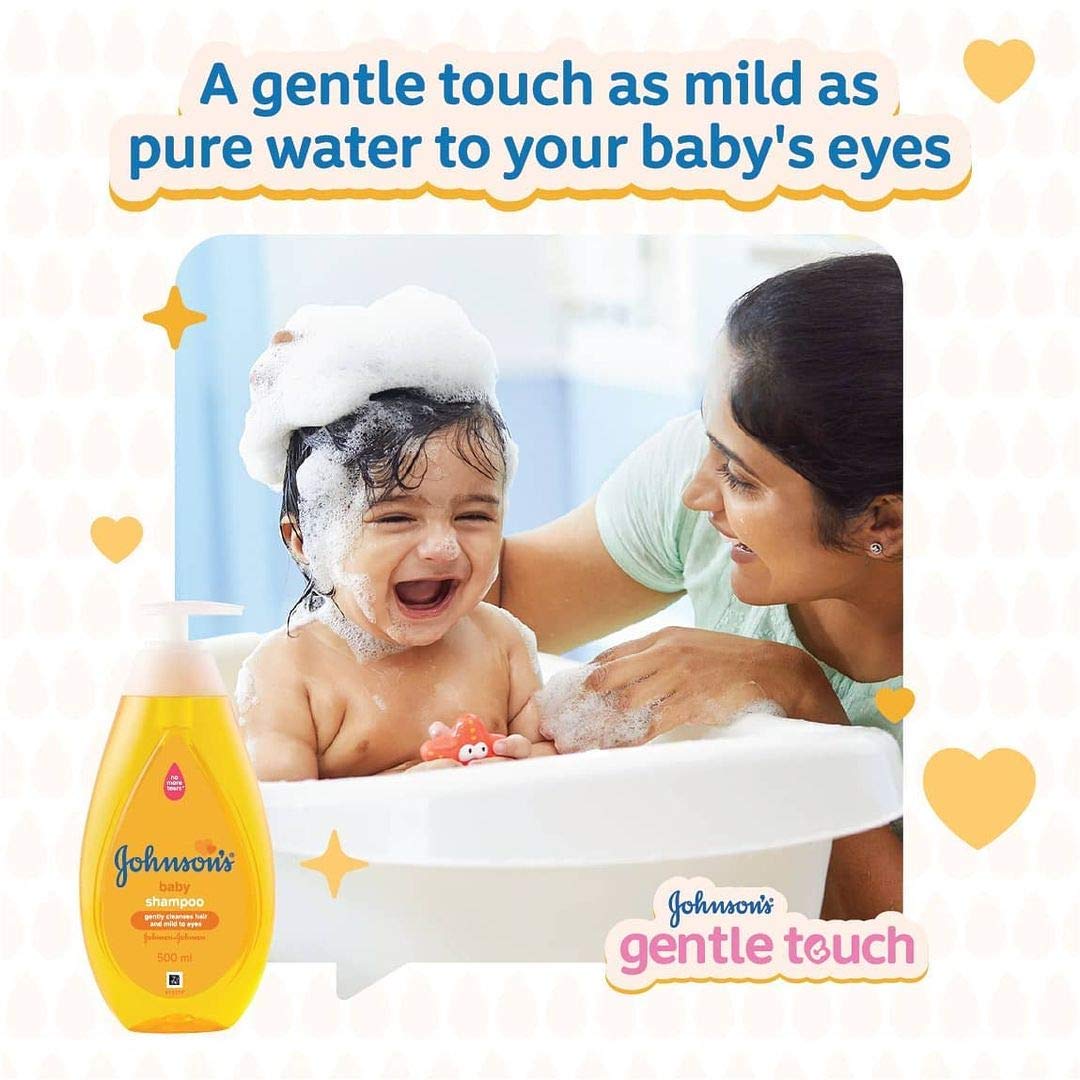 A gentle touch as mild as
pure water to your baby's eyes
no
more
tears
Johnson's®
baby
shampoo
gently cleanses hair
and mild to eyes
Johnson & Johnson
500 ml
Johnson's®
gentle touch